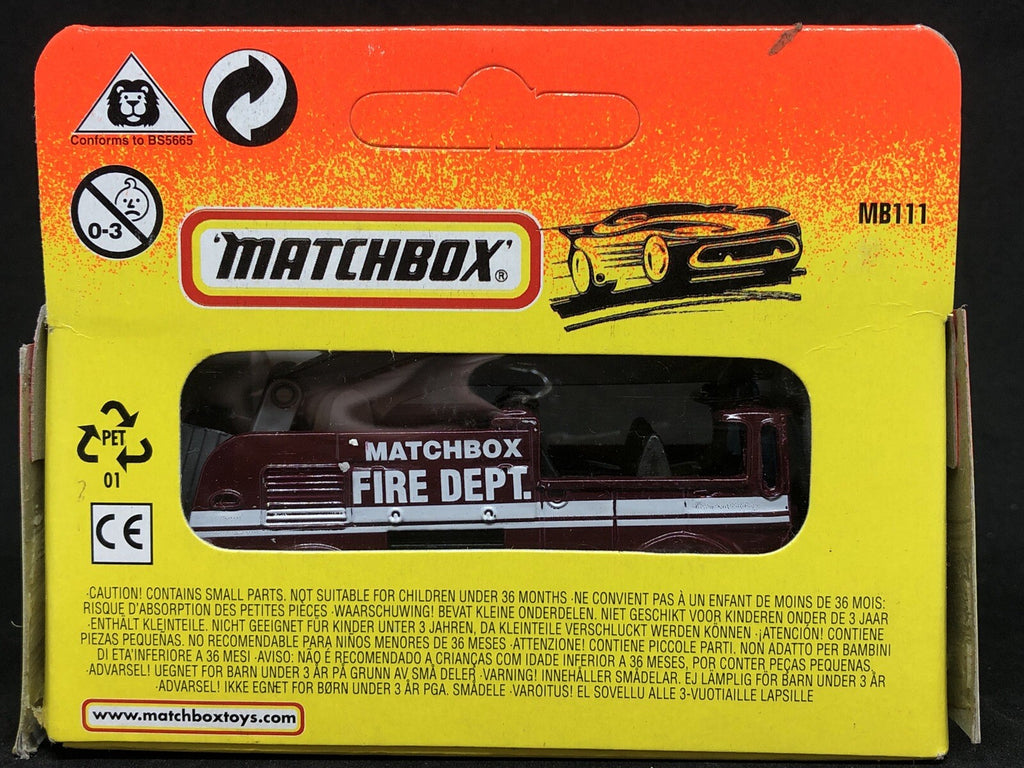 Conforms to BS5665
0-3
'MATCHBOX'®
MB111
MATCHBOX
FIRE DEPT.
PET
01
CE
·CAUTION! CONTAINS SMALL PARTS. NOT SUITABLE FOR CHILDREN UNDER 36 MONTHS ·NE CONVIENT PAS À UN ENFANT DE MOINS DE 36 MOIS:
RISQUE D'ABSORPTION DES PETITES PIÈCES ·WAARSCHUWING! BEVAT KLEINE ONDERDELEN. NIET GESCHIKT VOOR KINDEREN ONDER DE 3 JAAR
·ENTHÄLT KLEINTEILE. NICHT GEEIGNET FÜR KINDER UNTER 3 JAHREN, DA KLEINTEILE VERSCHLUCKT WERDEN KÖNNEN ·¡ATENCIÓN! CONTIENE
PIEZAS PEQUEÑAS. NO RECOMENDABLE PARA NIÑOS MENORES DE 36 MESES ·ATTENZIONE! CONTIENE PICCOLE PARTI. NON ADATTO PER BAMBINI
DI ETA'INFERIORE A 36 MESI ·AVISO: NÃO É RECOMENDADO A CRIANÇAS COM IDADE INFERIOR A 36 MESES, POR CONTER PEÇAS PEQUENAS.
·ADVARSEL! UEGNET FOR BARN UNDER 3 ÅR PÅ GRUNN AV SMÅ DELER ·VARNING! INNEHÅLLER SMÅDELAR. EJ LÄMPLIG FÖR BARN UNDER 3 ÅR
·ADVARSEL! IKKE EGNET FOR BØRN UNDER 3 ÅR PGA. SMÅDELE ·VAROITUS! EI SOVELLU ALLE 3-VUOTIAILLE LAPSILLE
www.matchboxtoys.com